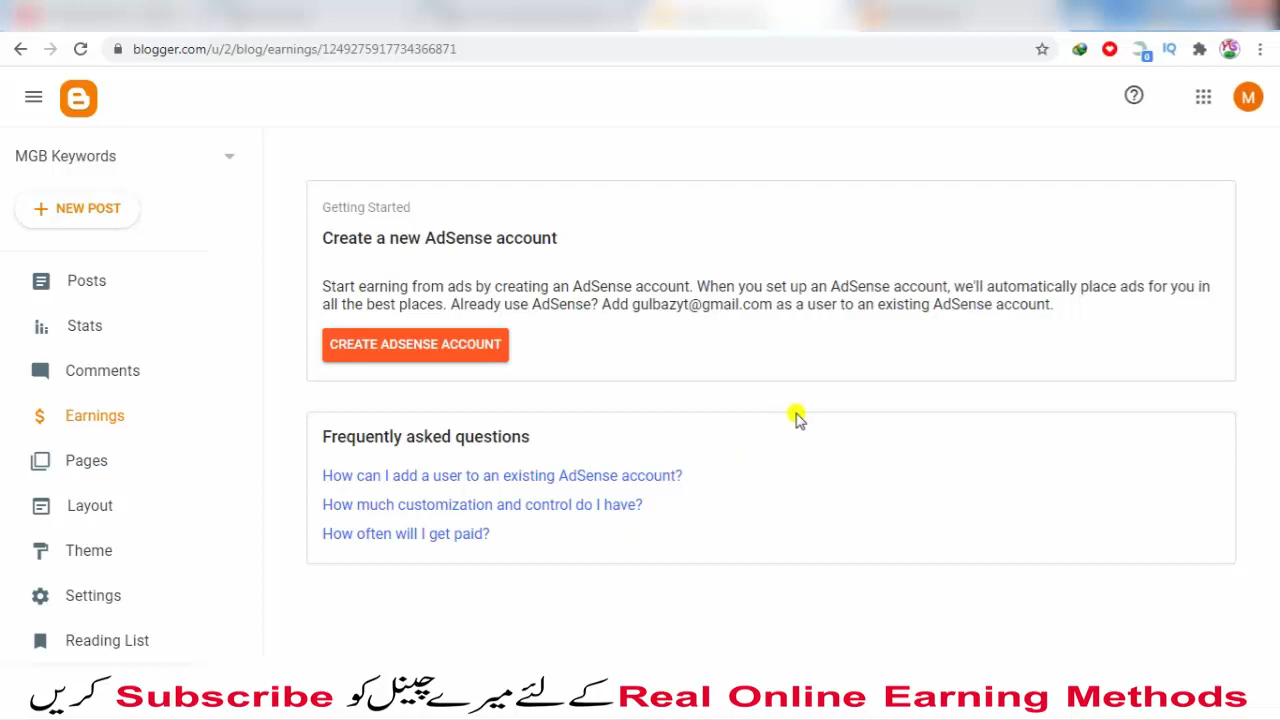 blogger.com/u/2/blog/earnings/1249275917734366871
0
IQ
M
MGB Keywords
+ NEW POST
Posts
Stats
Comments
Earnings
Pages
Layout
Theme
Settings
Reading List
Getting Started
Create a new AdSense account
Start earning from ads by creating an AdSense account. When you set up an AdSense account, we'll automatically place ads for you in
all the best places. Already use AdSense? Add gulbazyt@gmail.com as a user to an existing AdSense account.
CREATE ADSENSE ACCOUNT
Frequently asked questions
How can I add a user to an existing AdSense account?
How much customization and control do I have?
How often will I get paid?
Real Online Earning Methods کے لئے میرے چینل کو Subscribe کریں